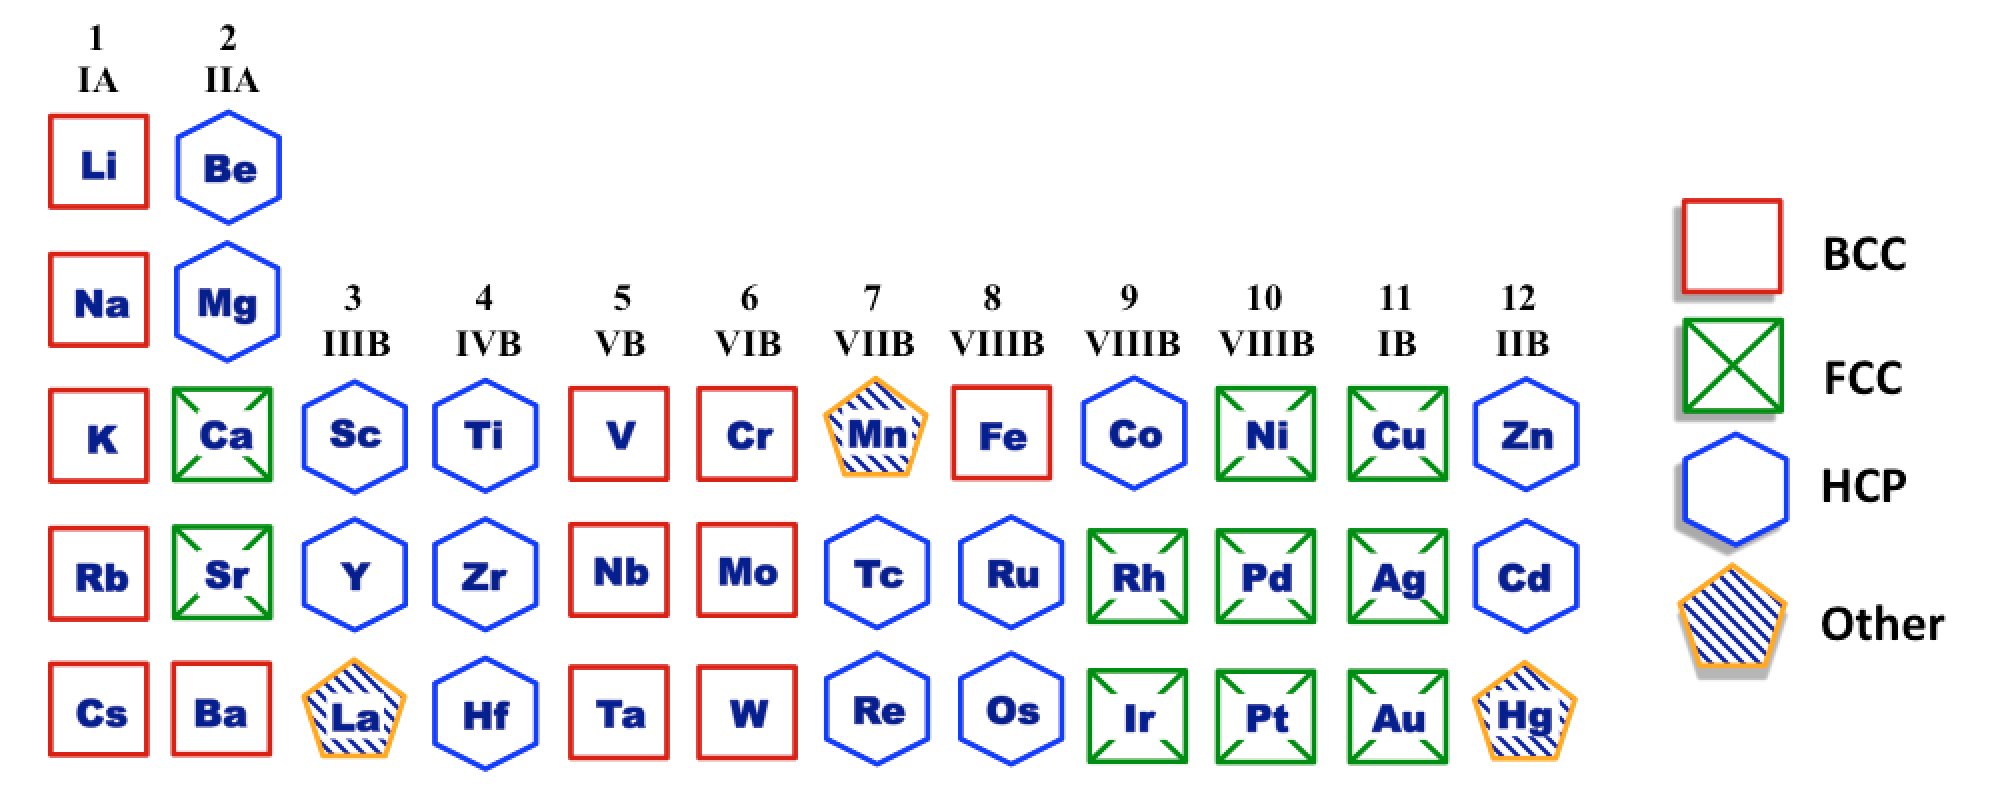 1 2
IA IIA
Li Be
Na Mg
3 4 5 6 7 8 9 10 11 12
IIIB IVB VB VIB VIIB VIIIB VIIIB VIIIB IB IIB
K Ca Sc Ti V Cr Mn Fe Co Ni Cu Zn
Rb Sr Y Zr Nb Mo Tc Ru Rh Pd Ag Cd
Cs Ba La Hf Ta W Re Os Ir Pt Au Hg
BCC
FCC
HCP
Other